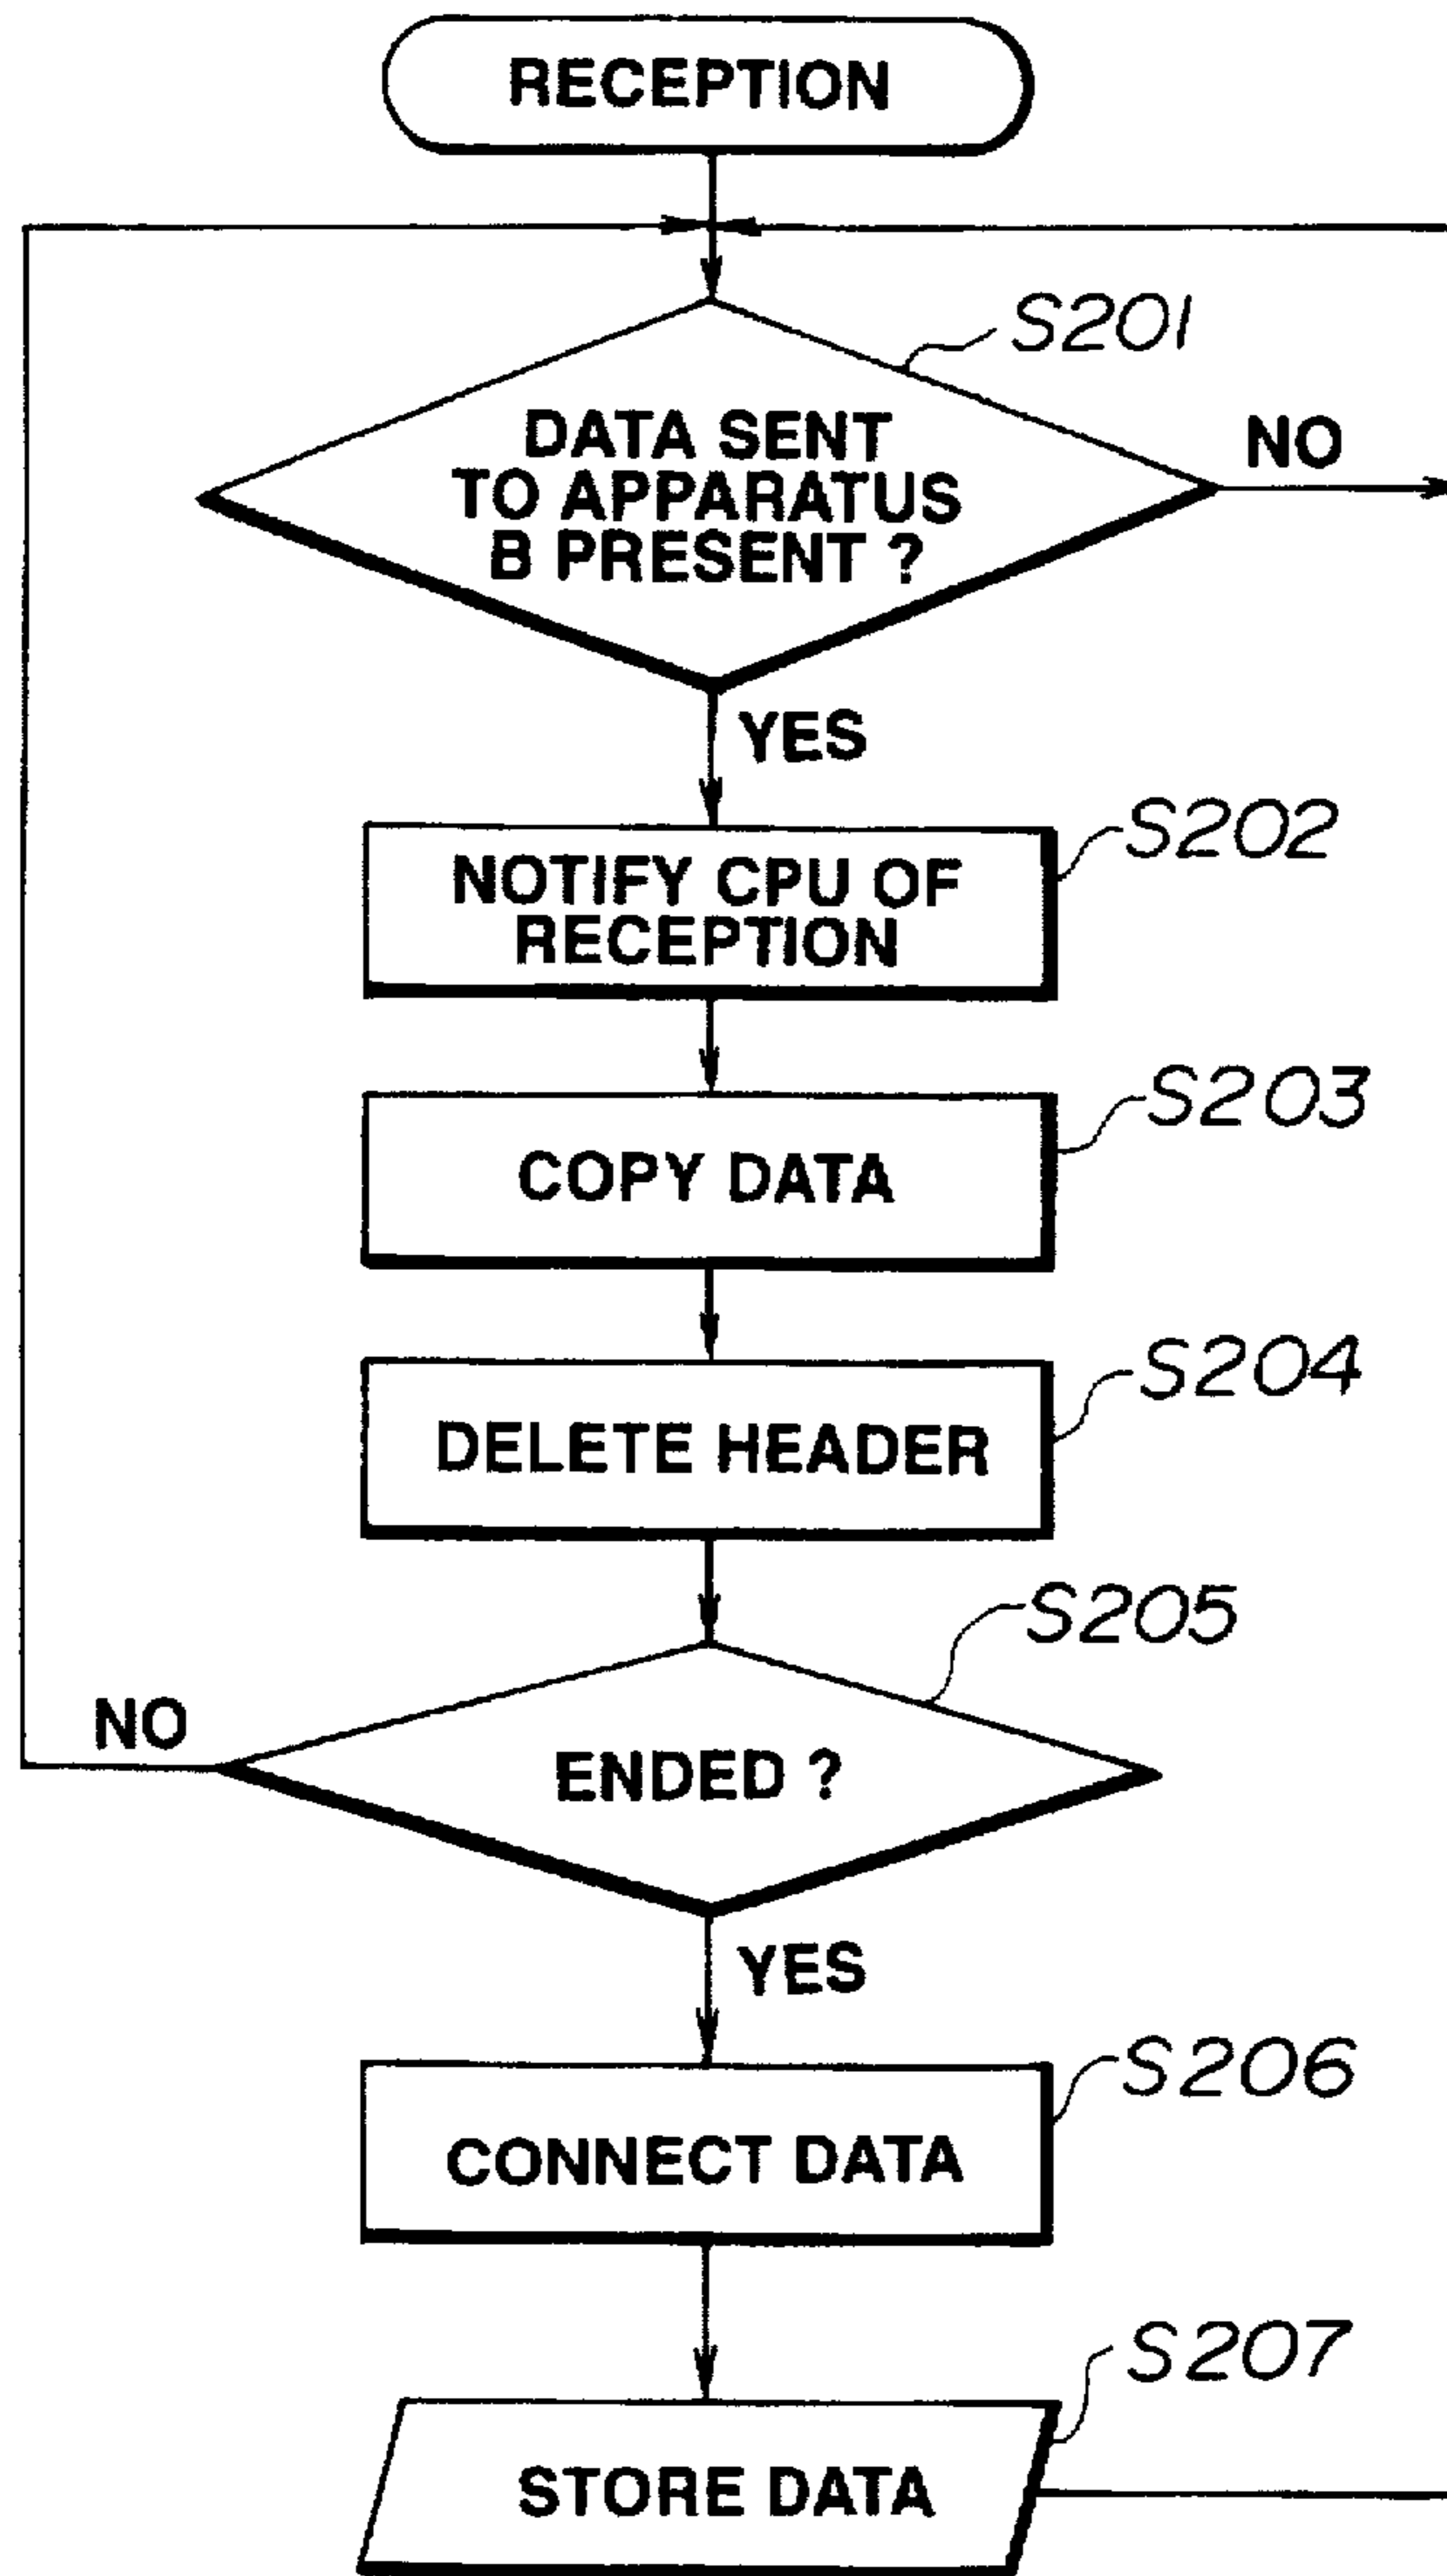 RECEPTION
S201
DATA SENT
TO APPARATUS
B PRESENT ?
NO
YES
S202
NOTIFY CPU OF
RECEPTION
S203
COPY DATA
S204
DELETE HEADER
S205
NO
ENDED ?
YES
S206
CONNECT DATA
S207
STORE DATA